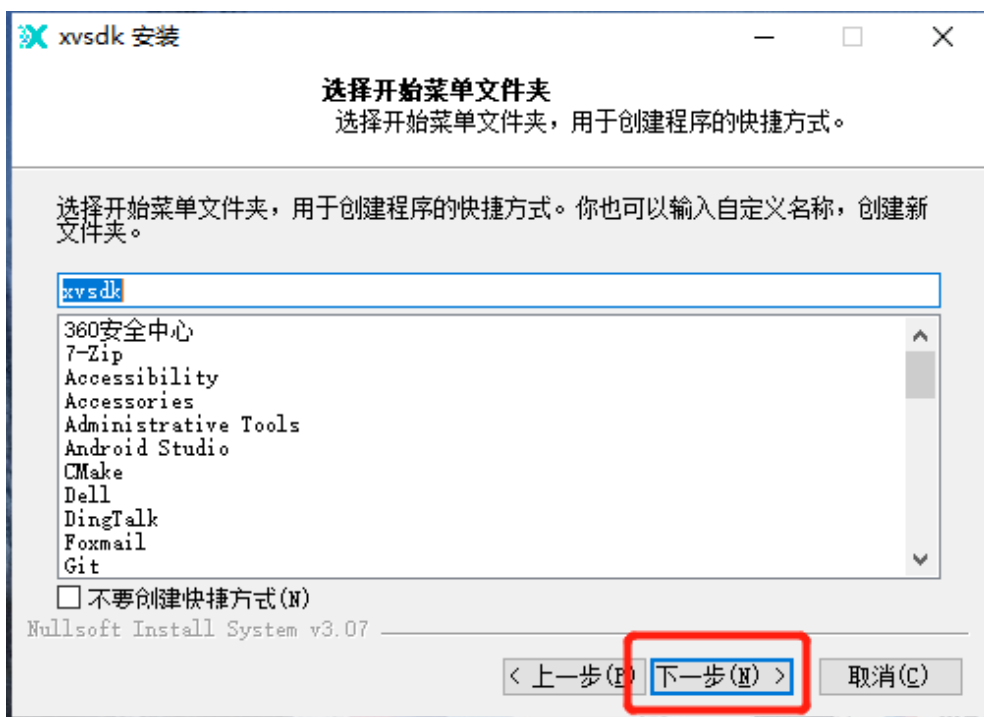 xvsdk 安装
选择开始菜单文件夹
选择开始菜单文件夹，用于创建程序的快捷方式。
选择开始菜单文件夹，用于创建程序的快捷方式。你也可以输入自定义名称，创建新
文件夹。
xvsdk
360安全中心
7-Zip
Accessibility
Accessories
Administrative Tools
Android Studio
CMake
Dell
DingTalk
Foxmail
Git
不要创建快捷方式(N)
Nullsoft Install System v3.07
< 上一步(P) 下一步(N) > 取消(C)